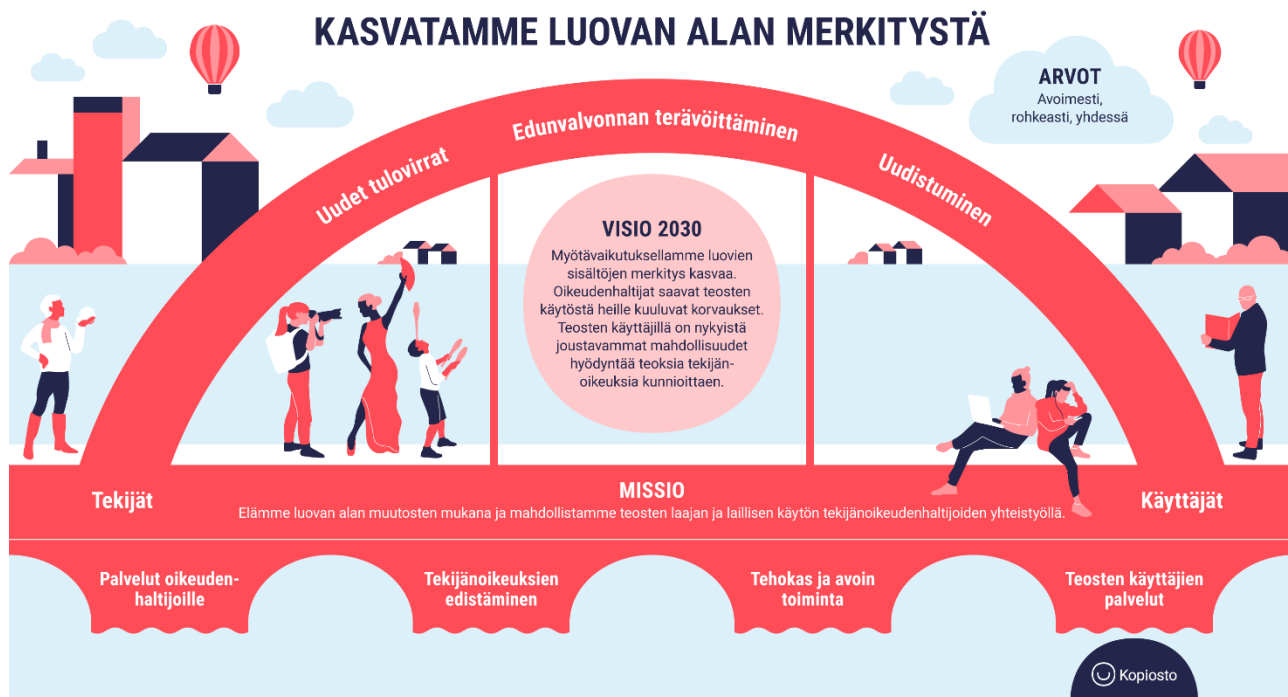 KASVATAMME LUOVAN ALAN MERKITYSTÄ
ARVOT
Avoimesti,
rohkeasti, yhdessä
Uudet tulovirrat
Edunvalvonnan terävöittäminen
Uudistuminen
VISIO 2030
Myötävaikutuksellamme luovien
sisältöjen merkitys kasvaa.
Oikeudenhaltijat saavat teosten
käytöstä heille kuuluvat korvaukset.
Teosten käyttäjillä on nykyistä
joustavammat mahdollisuudet
hyödyntää teoksia tekijän-
oikeuksia kunnioittaen.
Tekijät
MISSIO
Elämme luovan alan muutosten mukana ja mahdollistamme teosten laajan ja laillisen käytön tekijänoikeudenhaltijoiden yhteistyöllä.
Käyttäjät
Palvelut oikeuden-
haltijoille
Tekijänoikeuksien
edistäminen
Tehokas ja avoin
toiminta
Teosten käyttäjien
palvelut
Kopiosto